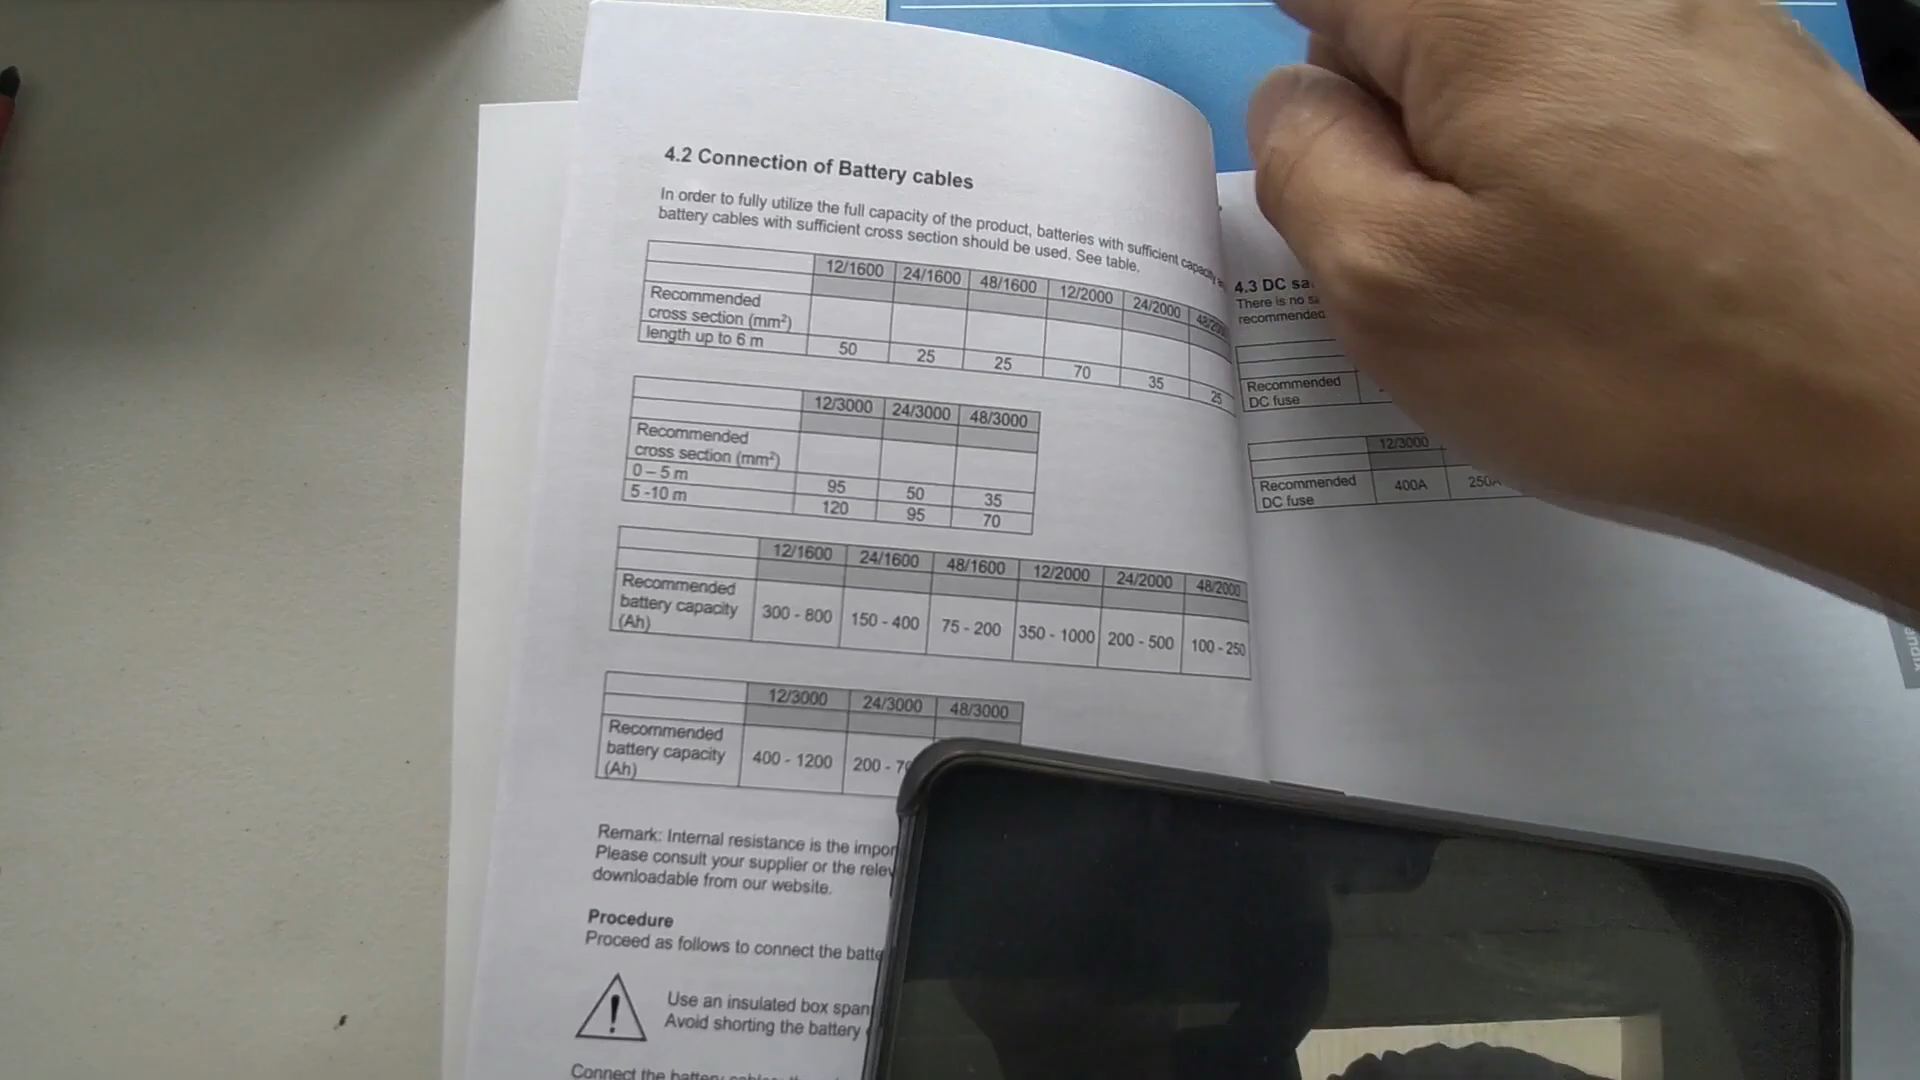 4.2 Connection of Battery cables
In order to fully utilize the full capacity of the product, batteries with sufficient capacity
battery cables with sufficient cross section should be used. See table.
12/1600 24/1600 48/1600 12/2000 24/2000
Recommended
cross section (mm²)
length up to 6 m 50 25 25 70 35 25
12/3000 24/3000 48/3000
Recommended
cross section (mm²)
0 – 5 m 95 50 35
5 -10 m 120 95 70
12/1600 24/1600 48/1600 12/2000 24/2000 48/2000
Recommended
battery capacity
(Ah) 300 - 800 150 - 400 75 - 200 350 - 1000 200 - 500 100 - 250
12/3000 24/3000 48/3000
Recommended
battery capacity
(Ah) 400 - 1200 200 -
Remark: Internal resistance is the
Please consult your supplier or the
downloadable from our website.
Procedure
Proceed as follows to connect the
Use an insulated box
Avoid shorting the battery
Connect the battery
4.3 DC
There is no
recommended
Recommended
DC fuse
12/3000
Recommended
DC fuse 400A